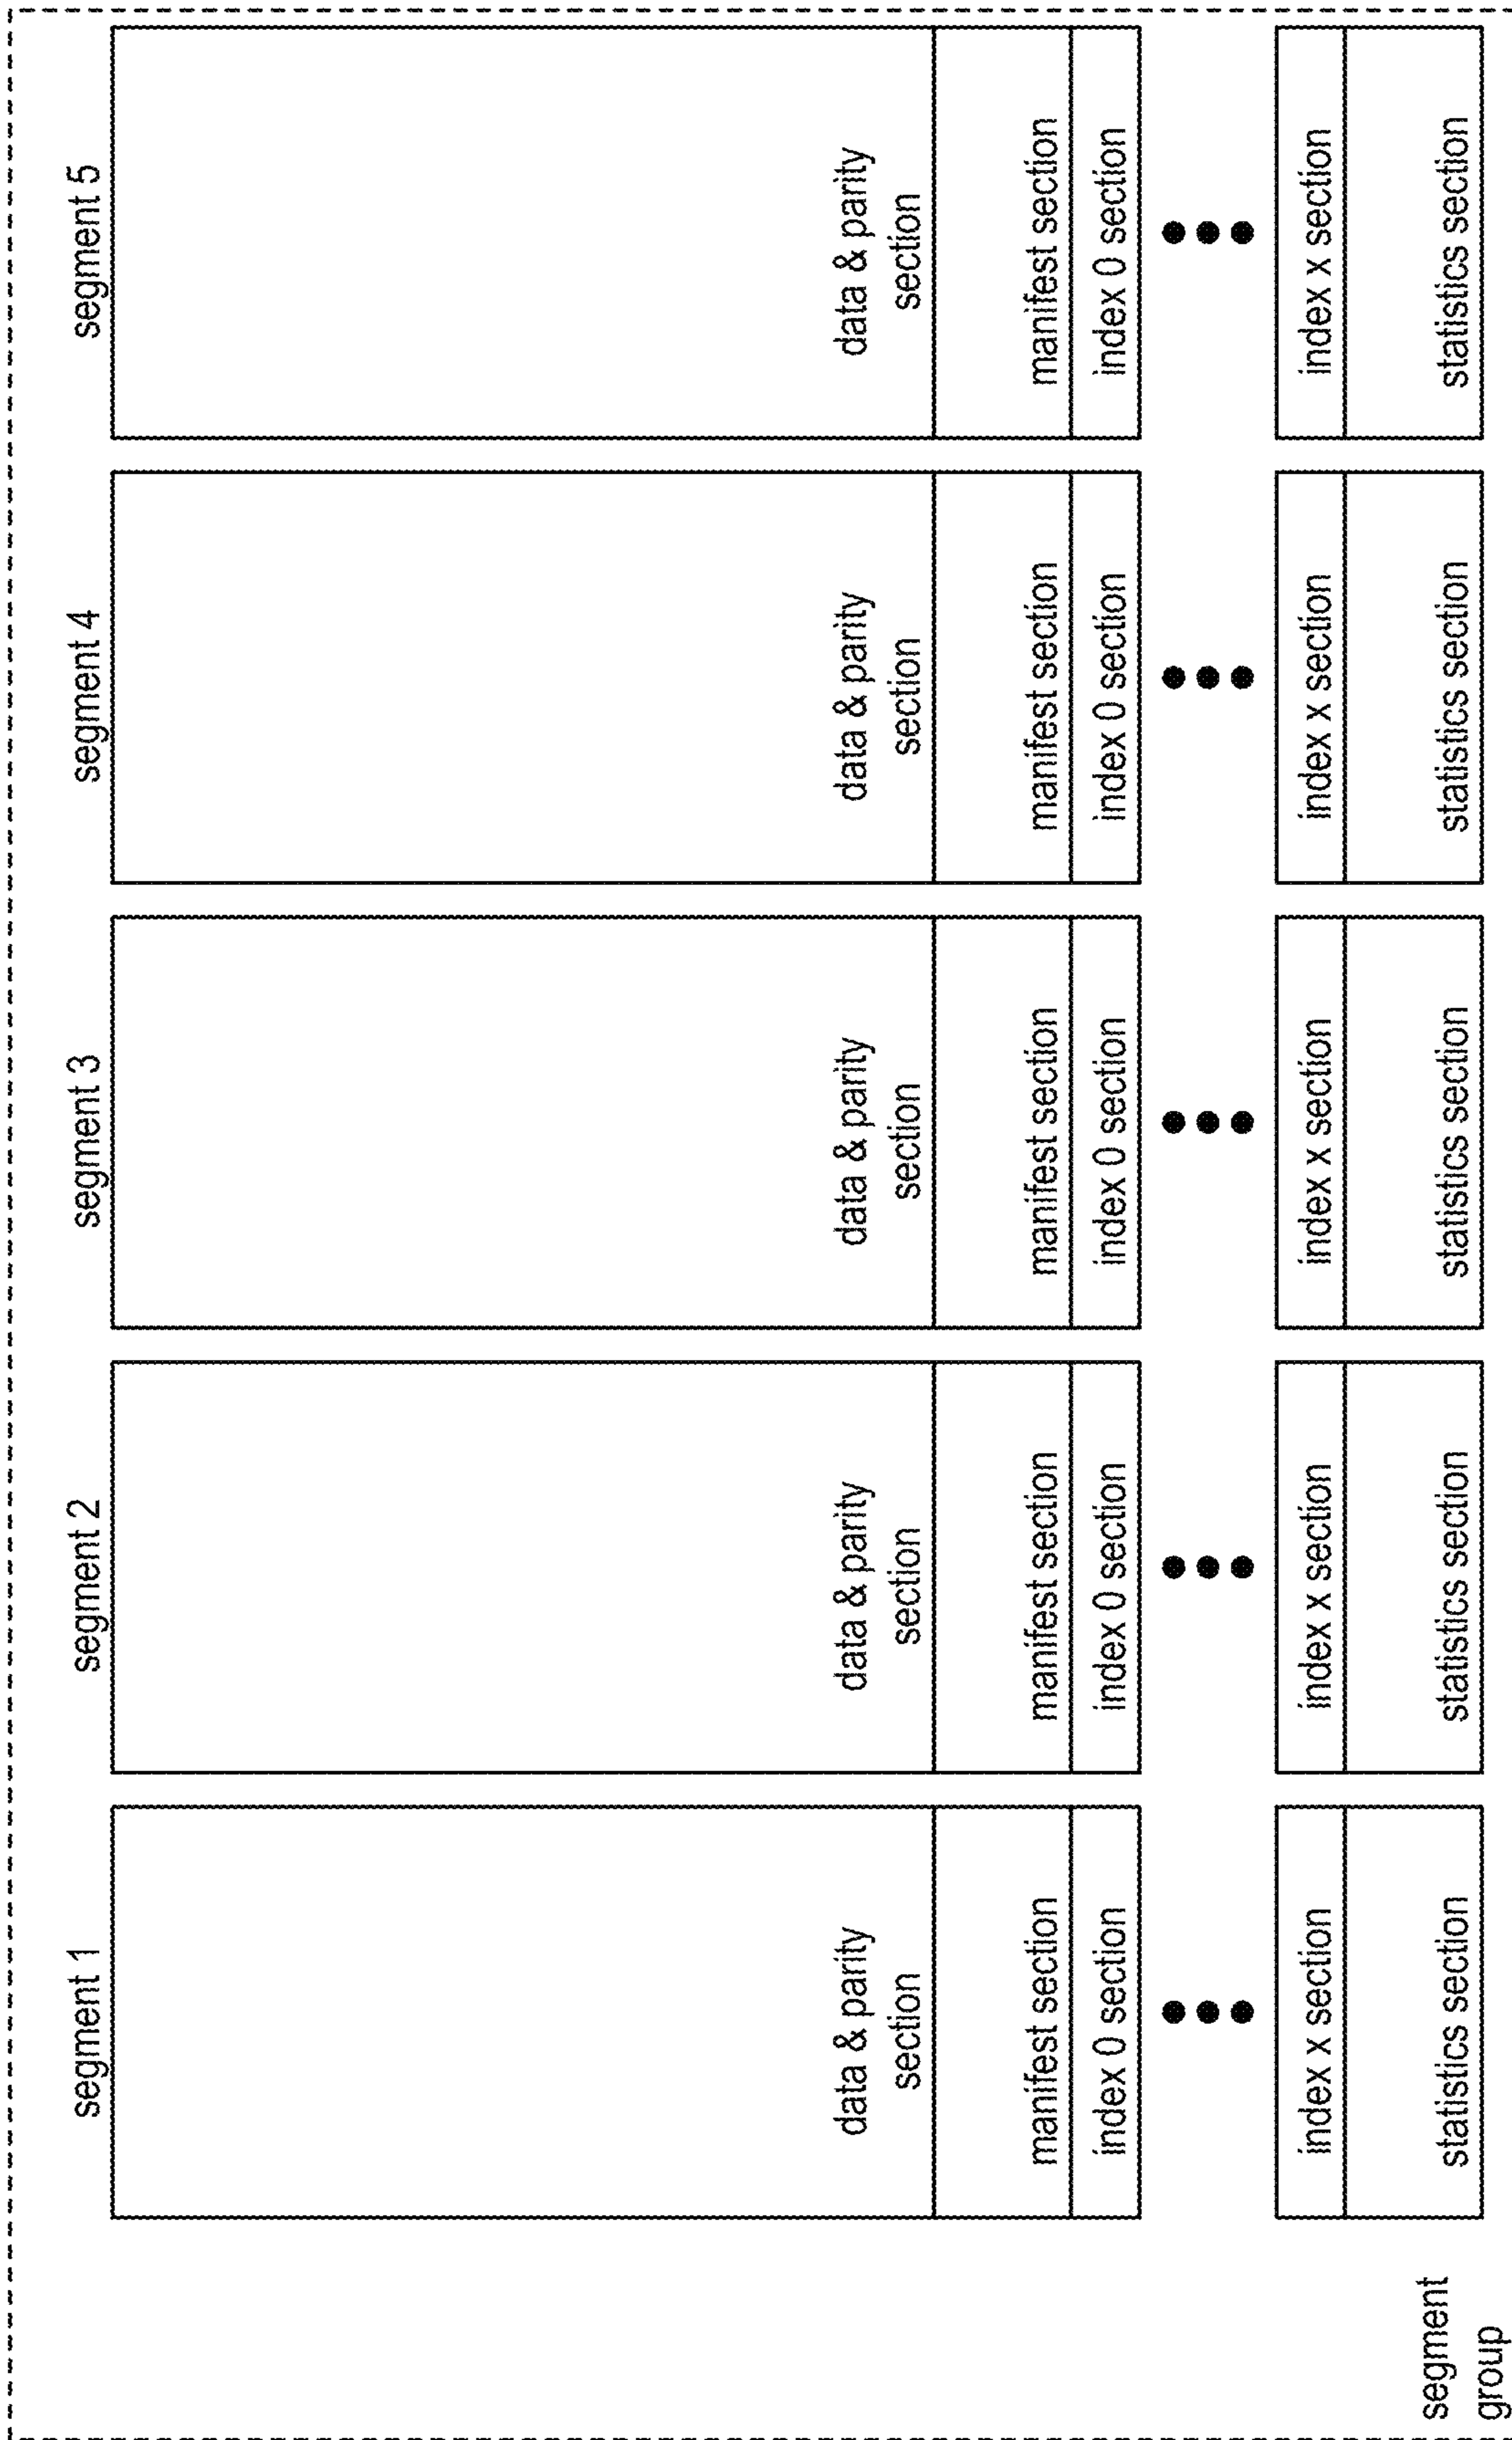 segment 1
data & parity
section
manifest section
index 0 section
index x section
statistics section
segment 2
data & parity
section
manifest section
index 0 section
index x section
statistics section
segment 3
data & parity
section
manifest section
index 0 section
index x section
statistics section
segment 4
data & parity
section
manifest section
index 0 section
index x section
statistics section
segment 5
data & parity
section
manifest section
index 0 section
index x section
statistics section
segment
group